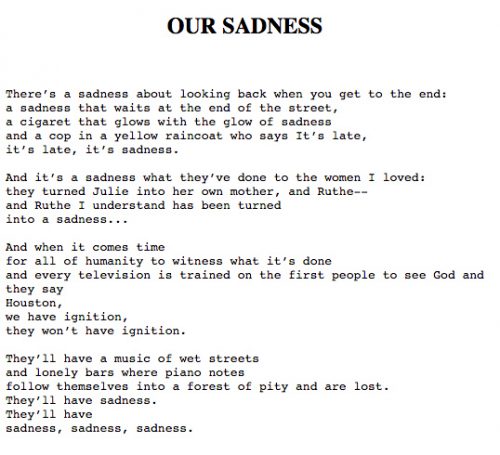 OUR SADNESS
There's a sadness about looking back when you get to the end:
a sadness that waits at the end of the street,
a cigaret that glows with the glow of sadness
and a cop in a yellow raincoat who says It's late,
it's late, it's sadness.
And it's a sadness what they've done to the women I loved:
they turned Julie into her own mother, and Ruthe--
and Ruthe I understand has been turned
into a sadness...
And when it comes time
for all of humanity to witness what it's done
and every television is trained on the first people to see God and
they say
Houston,
we have ignition,
they won't have ignition.
They'll have a music of wet streets
and lonely bars where piano notes
follow themselves into a forest of pity and are lost.
They'll have sadness.
They'll have
sadness, sadness, sadness.